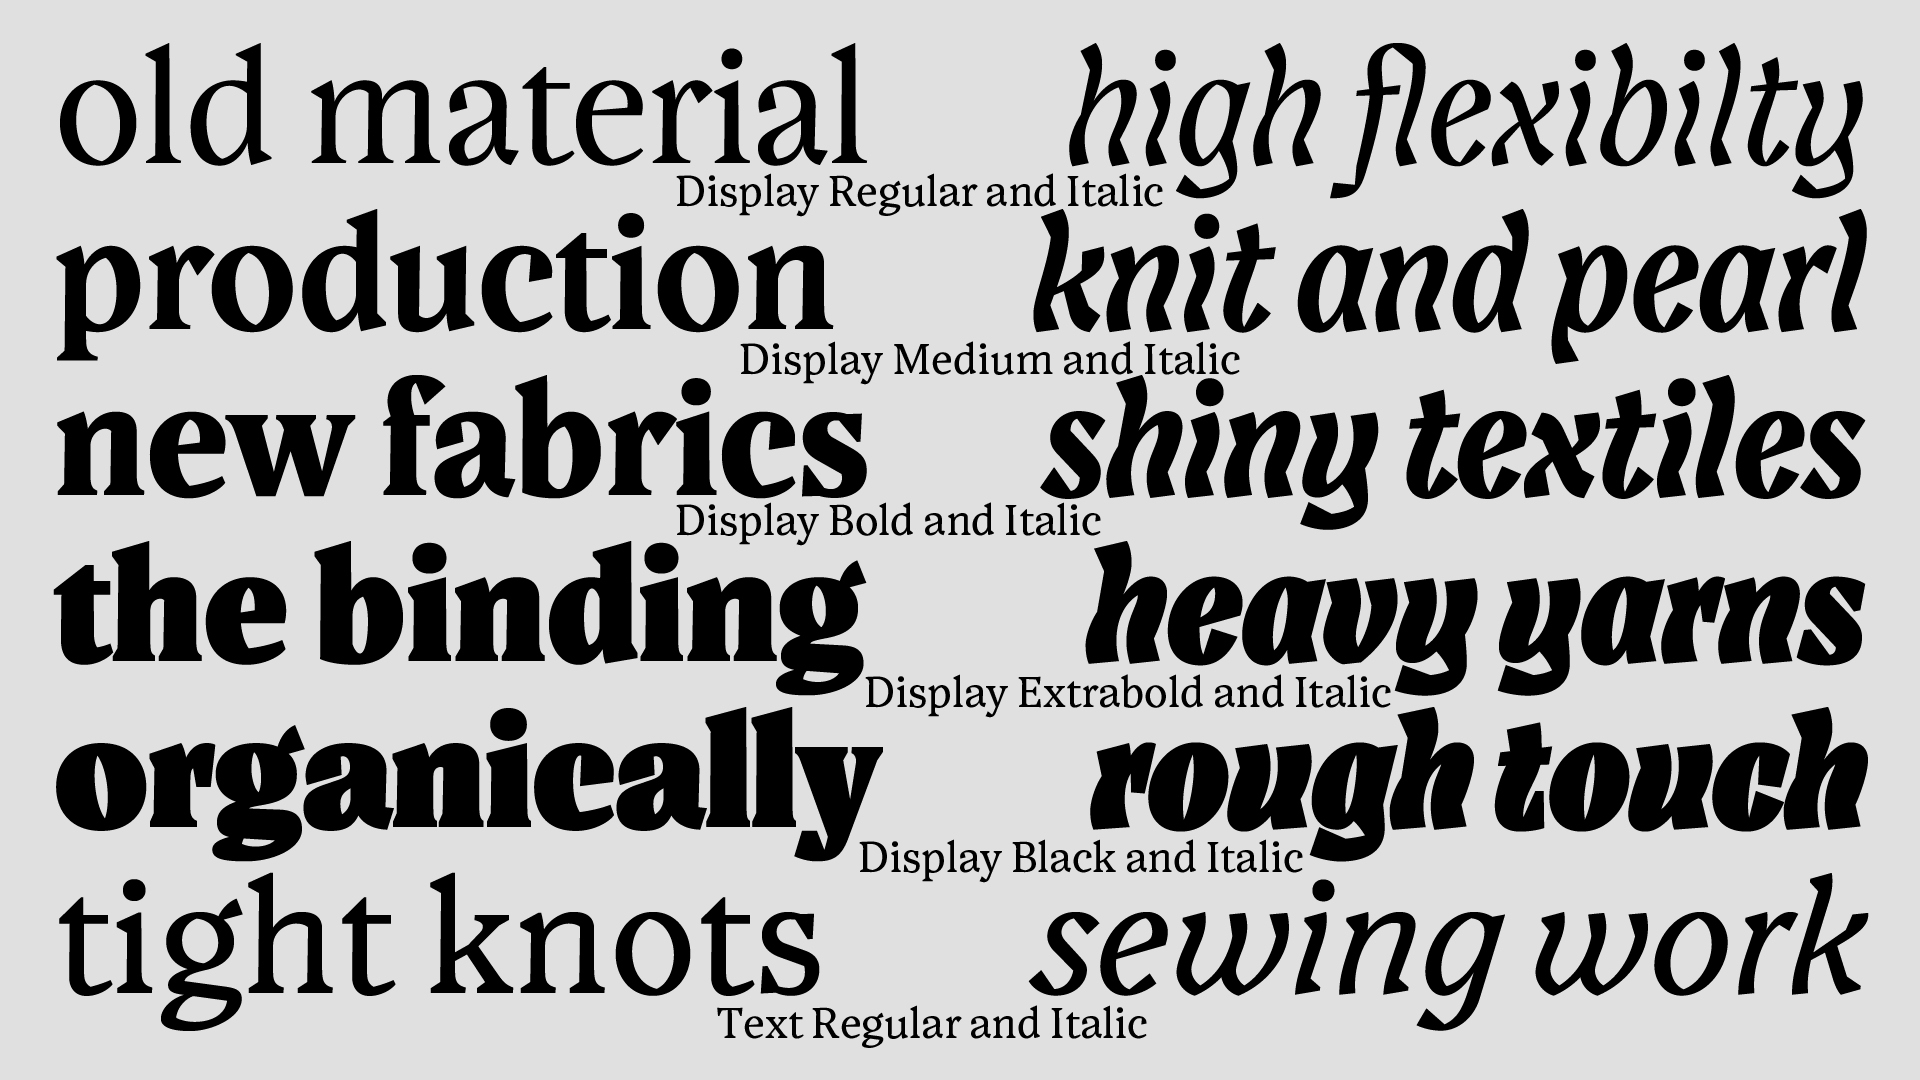 old material high flexibilty
Display Regular and Italic
production knit and pearl
Display Medium and Italic
new fabrics shiny textiles
Display Bold and Italic
the binding heavy yarns
Display Extrabold and Italic
organically rough touch
Display Black and Italic
tight knots sewing work
Text Regular and Italic